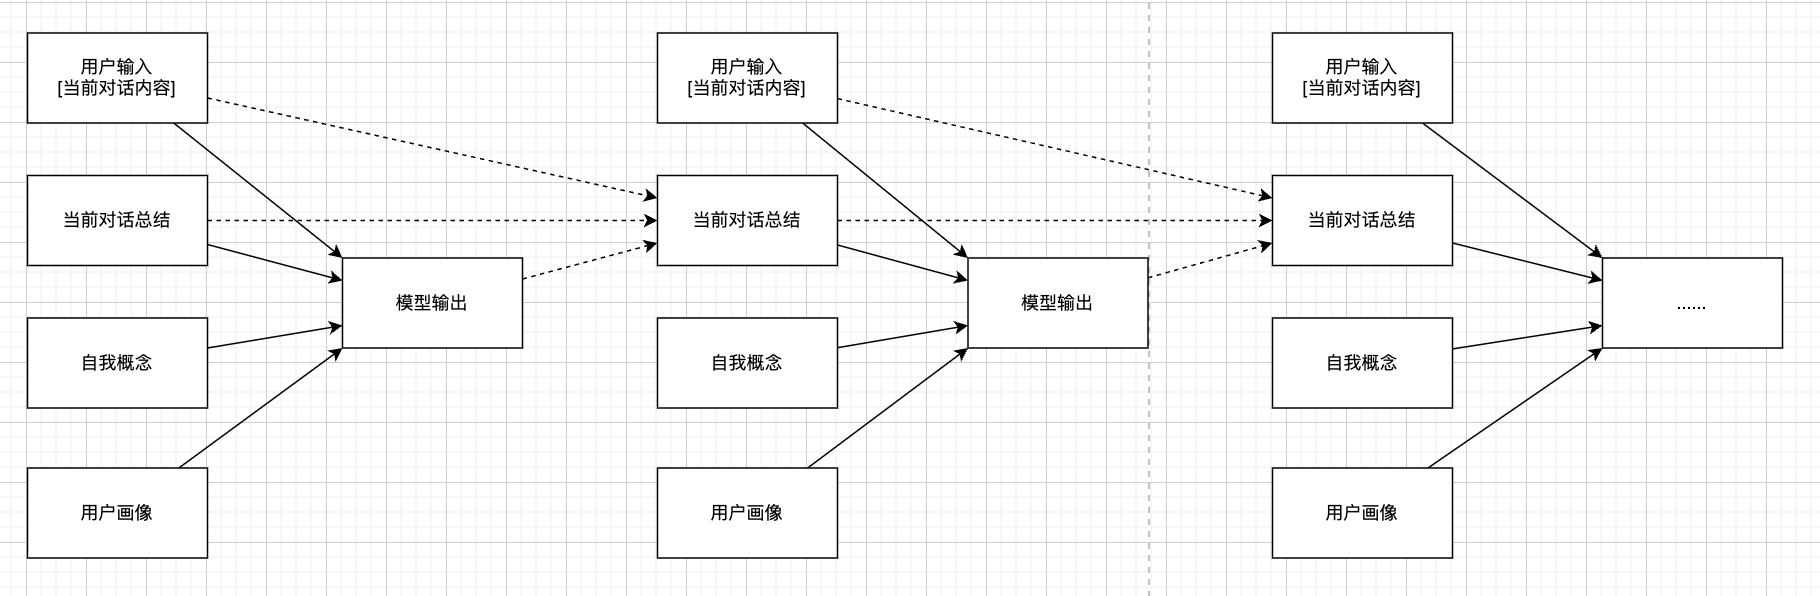 用户输入
[当前对话内容]
当前对话总结
自我概念
用户画像
模型输出
用户输入
[当前对话内容]
当前对话总结
自我概念
用户画像
模型输出
用户输入
[当前对话内容]
当前对话总结
自我概念
用户画像
......